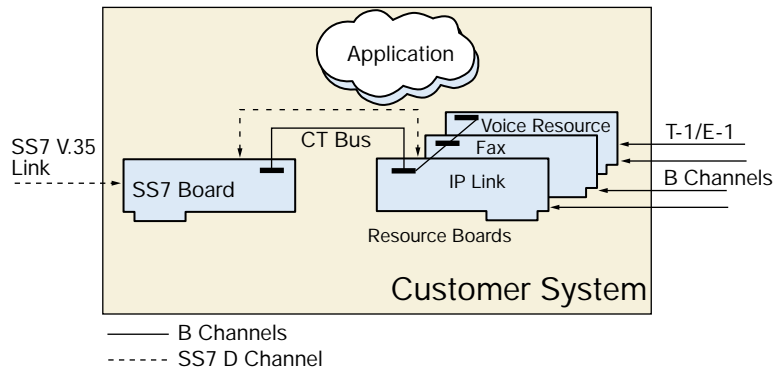 Application
Voice Resource
T-1/E-1
CT Bus
Fax
SS7 V.35
Link
SS7 Board
IP Link
B Channels
Resource Boards
Customer System
B Channels
SS7 D Channel